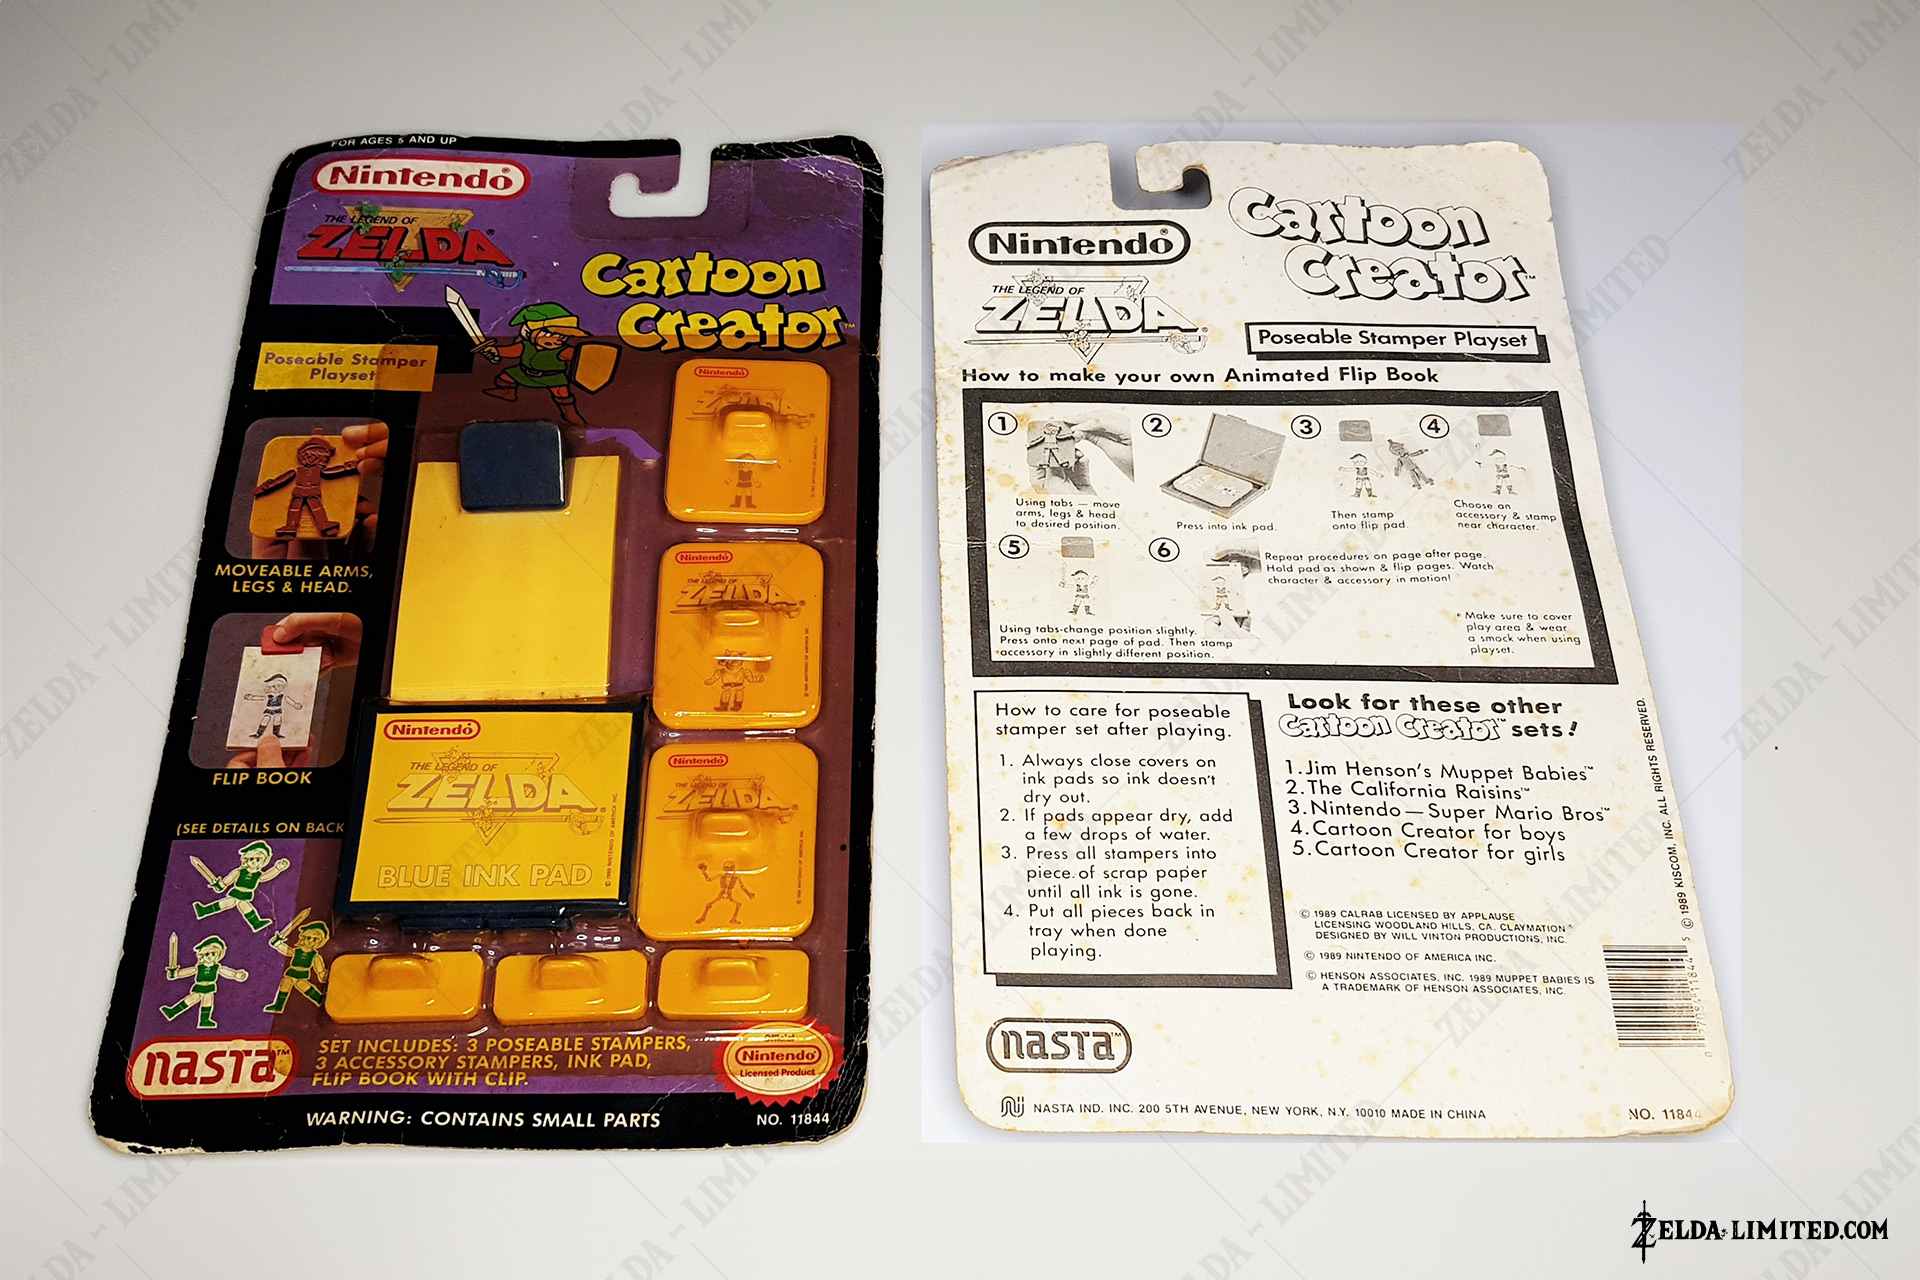 FOR AGES 5 AND UP
Nintendo®
THE LEGEND OF
ZELDA®
Cartoon
Creator™
Poseable Stamper
Playset
MOVEABLE ARMS,
LEGS & HEAD.
FLIP BOOK
(SEE DETAILS ON BACK
Nintendo®
THE LEGEND OF
ZELDA
BLUE INK PAD
Nintendo
Nintendo
THE LEGEND OF
ZELDA
Nintendo
THE LEGEND OF
ZELDA
nasta™
SET INCLUDES: 3 POSEABLE STAMPERS,
3 ACCESSORY STAMPERS, INK PAD,
FLIP BOOK WITH CLIP.
Official
Nintendo
Licensed Product
WARNING: CONTAINS SMALL PARTS
NO. 11844
Nintendo®
THE LEGEND OF
ZELDA®
Cartoon
Creator™
Poseable Stamper Playset
How to make your own Animated Flip Book
1
Using tabs — move
arms, legs & head
to desired position.
2
Press into ink pad.
3
Then stamp
onto flip pad.
4
Choose an
accessory & stamp
near character.
5
Using tabs-change position slightly.
Press onto next page of pad. Then stamp
accessory in slightly different position.
6
Repeat procedures on page after page.
Hold pad as shown & flip pages. Watch
character & accessory in motion!
* Make sure to cover
play area & wear
a smock when using
playset.
How to care for poseable
stamper set after playing.
1. Always close covers on
ink pads so ink doesn't
dry out.
2. If pads appear dry, add
a few drops of water.
3. Press all stampers into
piece of scrap paper
until all ink is gone.
4. Put all pieces back in
tray when done
playing.
Look for these other
Cartoon Creator™ sets!
1. Jim Henson's Muppet Babies™
2. The California Raisins™
3. Nintendo — Super Mario Bros™
4. Cartoon Creator for boys
5. Cartoon Creator for girls
© 1989 CALRAB LICENSED BY APPLAUSE
LICENSING WOODLAND HILLS, CA. CLAYMATION®
DESIGNED BY WILL VINTON PRODUCTIONS, INC.
© 1989 NINTENDO OF AMERICA INC.
© HENSON ASSOCIATES, INC. 1989 MUPPET BABIES IS
A TRADEMARK OF HENSON ASSOCIATES, INC.
© 1989 KISCOM, INC. ALL RIGHTS RESERVED.
nasta™
NASTA IND. INC. 200 5TH AVENUE, NEW YORK, N.Y. 10010 MADE IN CHINA
NO. 11844
ZELDA-LIMITED.COM